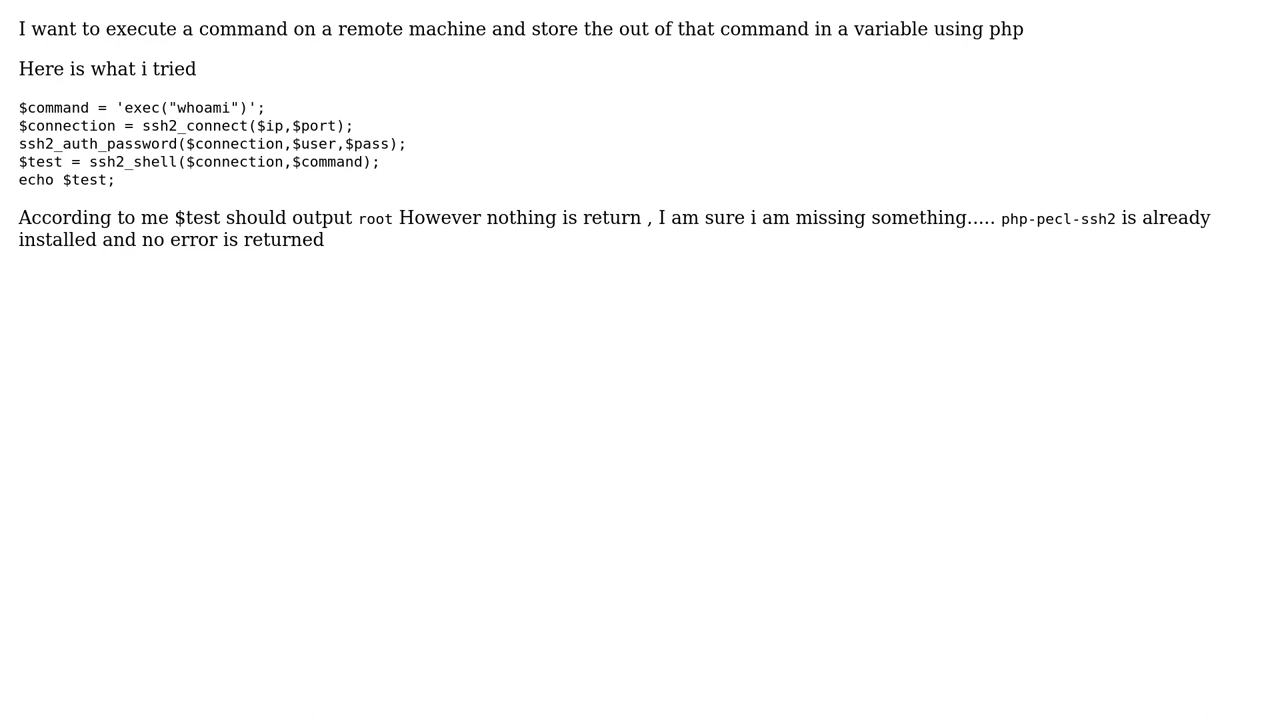 I want to execute a command on a remote machine and store the out of that command in a variable using php
Here is what i tried
$command = 'exec("whoami")';
$connection = ssh2_connect($ip,$port);
ssh2_auth_password($connection,$user,$pass);
$test = ssh2_shell($connection,$command);
echo $test;
According to me $test should output root However nothing is return , I am sure i am missing something..... php-pecl-ssh2 is already
installed and no error is returned